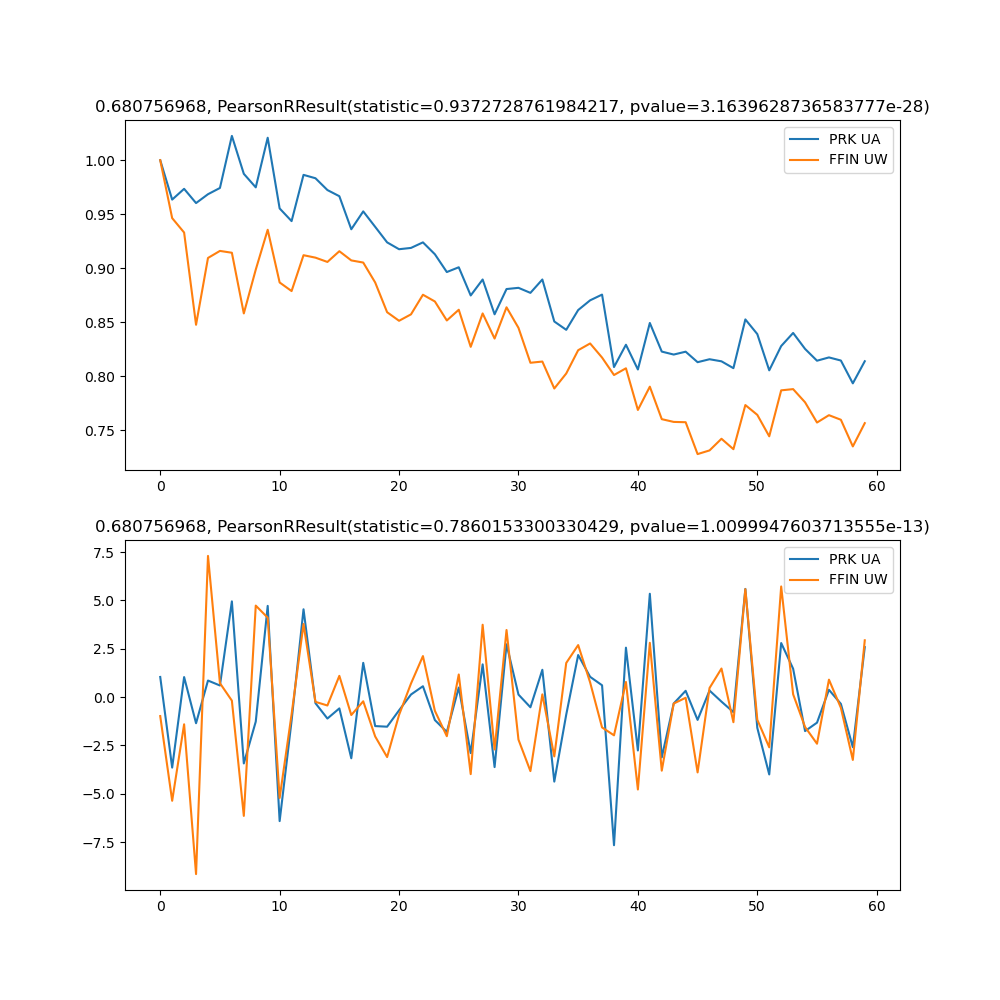 0.680756968, PearsonRResult(statistic=0.9372728761984217, pvalue=3.1639628736583777e-28)
PRK UA
FFIN UW
1.00
0.95
0.90
0.85
0.80
0.75
0 10 20 30 40 50 60
0.680756968, PearsonRResult(statistic=0.7860153300330429, pvalue=1.0099947603713555e-13)
PRK UA
FFIN UW
7.5
5.0
2.5
0.0
−2.5
−5.0
−7.5
0 10 20 30 40 50 60